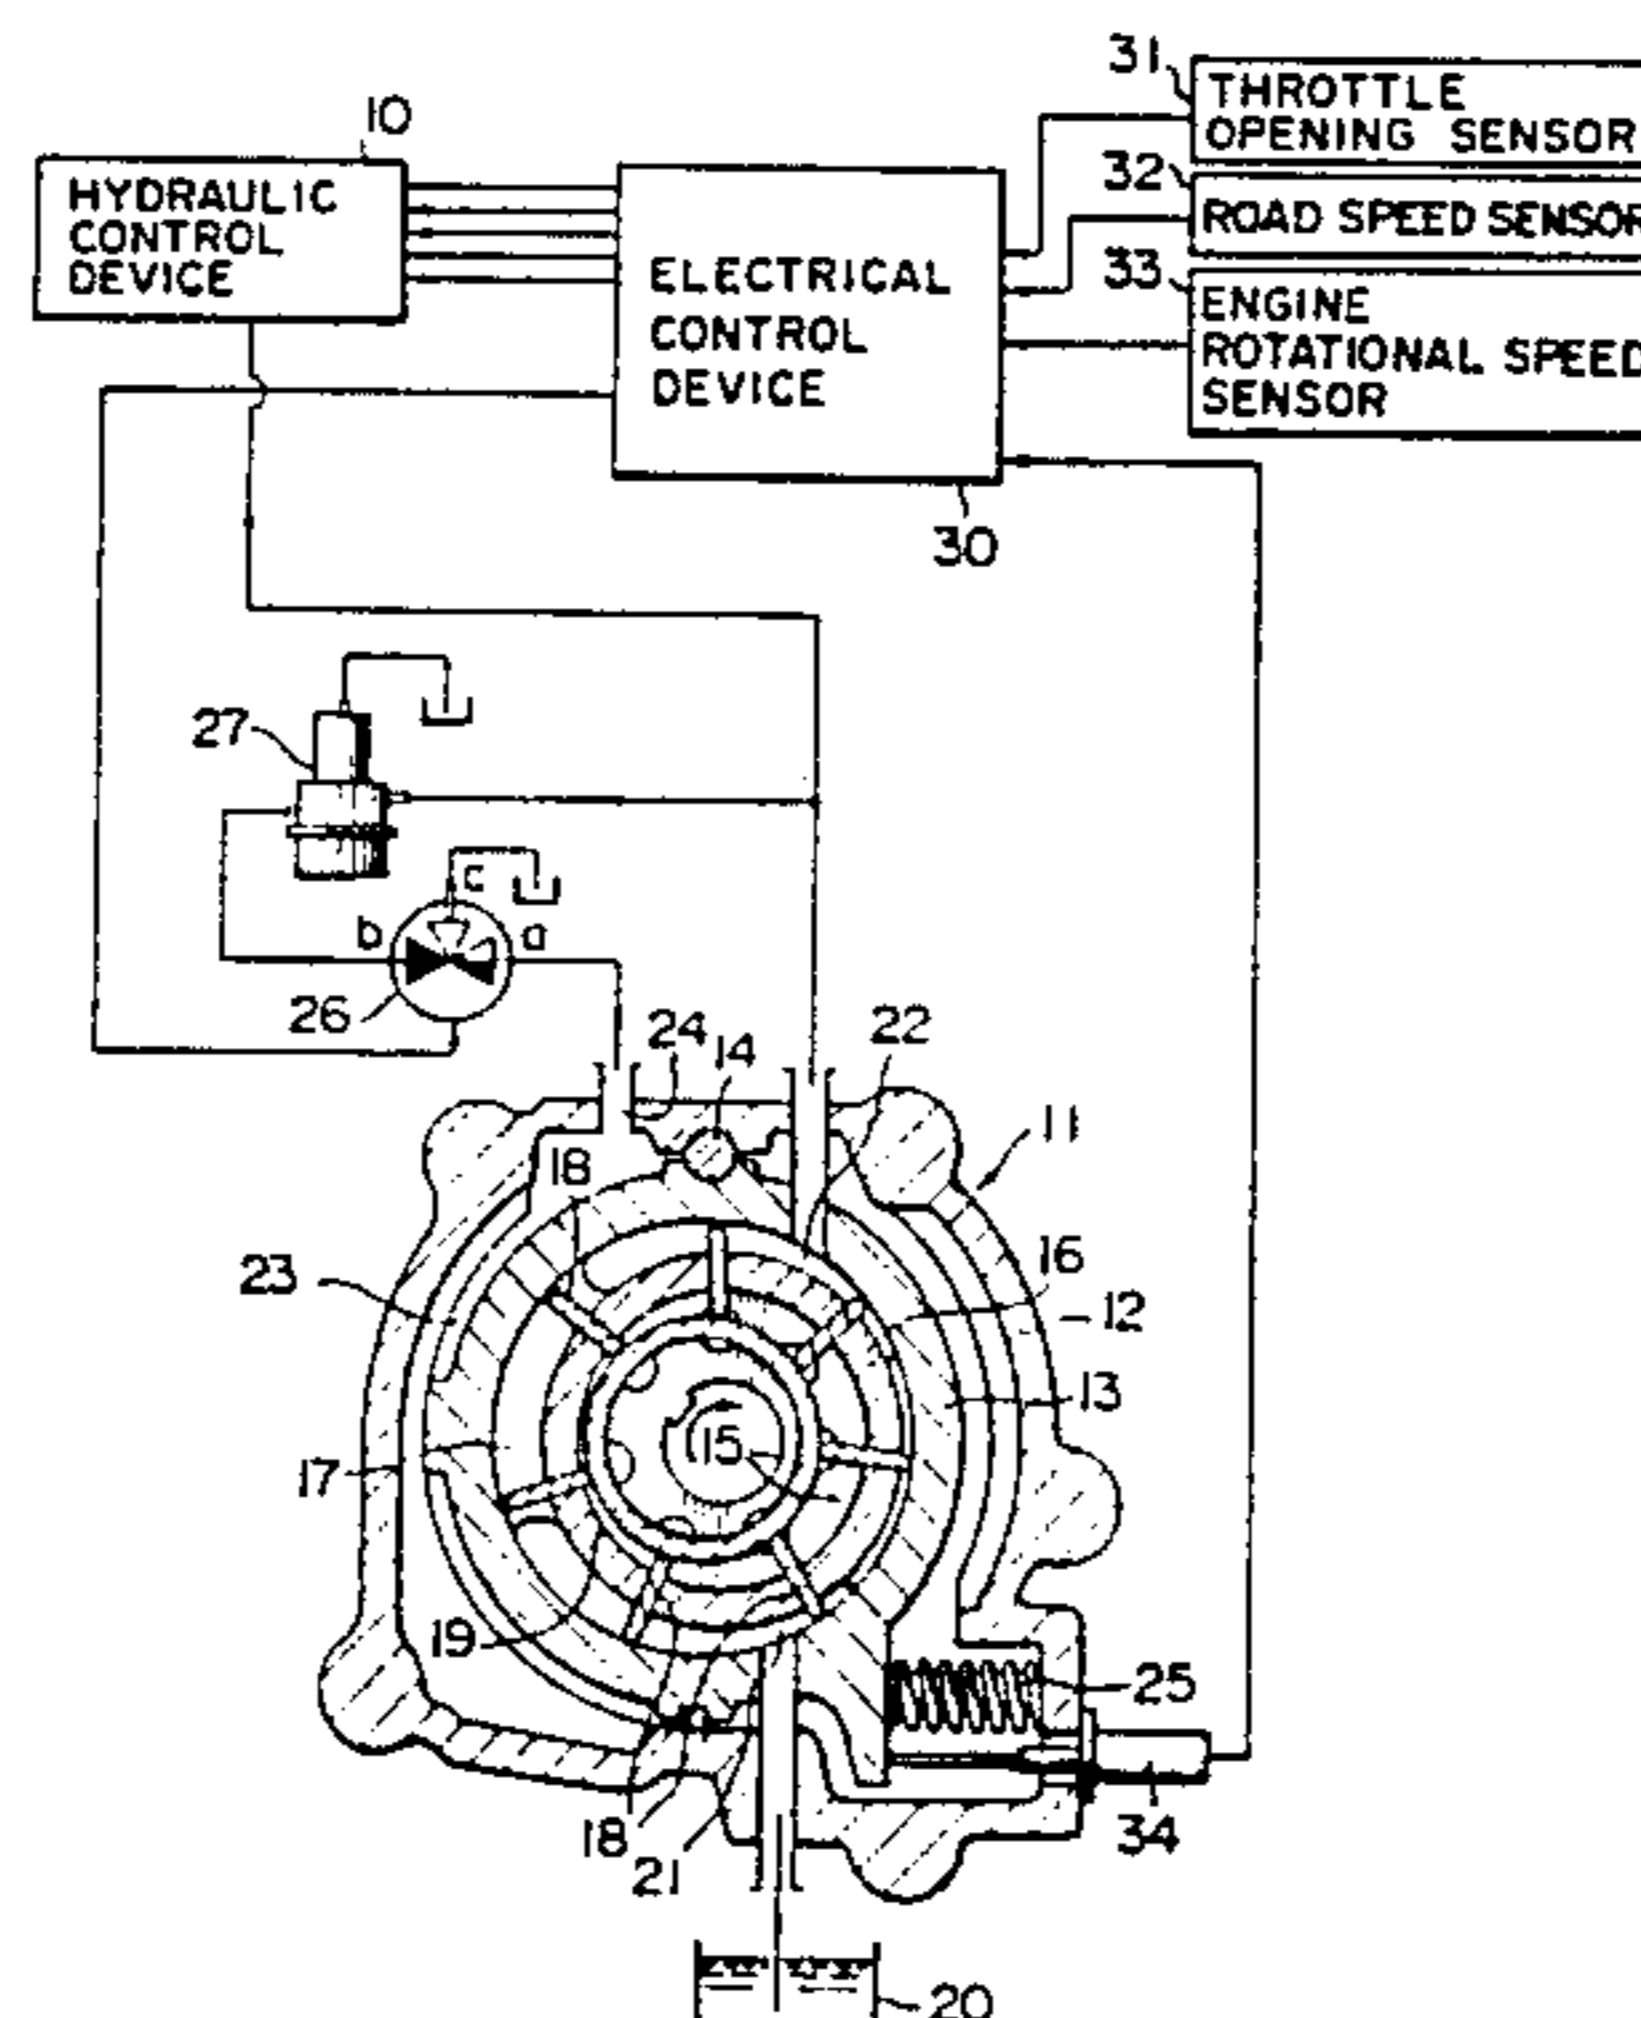 31
THROTTLE
OPENING SENSOR
10
HYDRAULIC
CONTROL
DEVICE
32
ROAD SPEED SENSOR
33
ELECTRICAL
CONTROL
DEVICE
ENGINE
ROTATIONAL SPEED
SENSOR
30
27
c
b
a
26
24
14
22
11
18
16
23
12
13
15
17
19
25
18
21
34
20